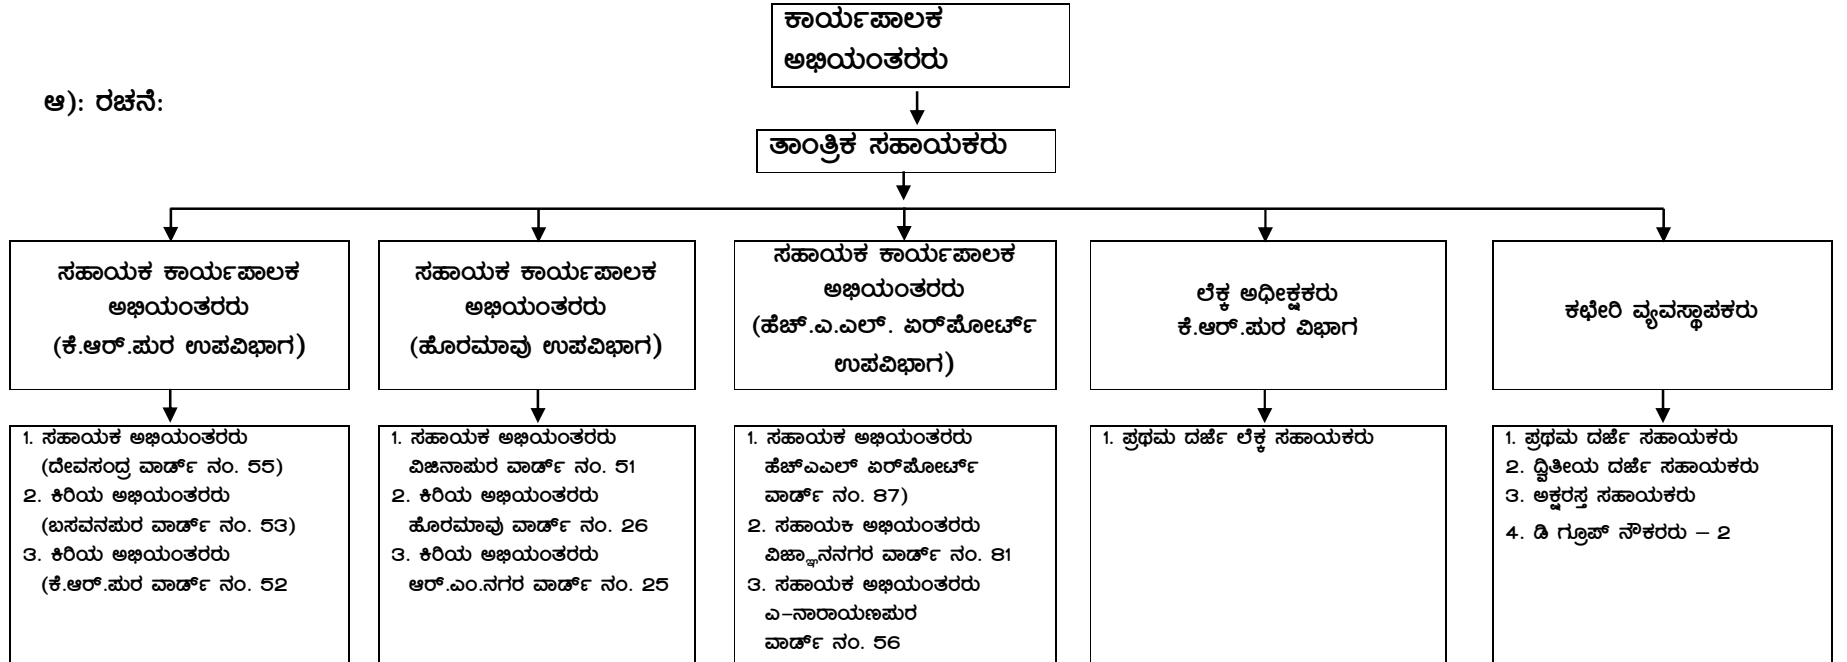 ಕಾರ್ಯಪಾಲಕ
ಅಭಿಯಂತರರು
ಆ): ರಚನೆ:
ತಾಂತ್ರಿಕ ಸಹಾಯಕರು
ಸಹಾಯಕ ಕಾರ್ಯಪಾಲಕ
ಅಭಿಯಂತರರು
(ಕೆ.ಆರ್.ಪುರ ಉಪವಿಭಾಗ)
ಸಹಾಯಕ ಕಾರ್ಯಪಾಲಕ
ಅಭಿಯಂತರರು
(ಹೊರಮಾವು ಉಪವಿಭಾಗ)
ಸಹಾಯಕ ಕಾರ್ಯಪಾಲಕ
ಅಭಿಯಂತರರು
(ಹೆಚ್.ಎ.ಎಲ್. ಏರ್‌ಪೋರ್ಟ್
ಉಪವಿಭಾಗ)
ಲೆಕ್ಕ ಅಧೀಕ್ಷಕರು
ಕೆ.ಆರ್.ಪುರ ವಿಭಾಗ
ಕಛೇರಿ ವ್ಯವಸ್ಥಾಪಕರು
1. ಸಹಾಯಕ ಅಭಿಯಂತರರು
(ದೇವಸಂದ್ರ ವಾರ್ಡ್ ನಂ. 55)
2. ಕಿರಿಯ ಅಭಿಯಂತರರು
(ಬಸವನಪುರ ವಾರ್ಡ್ ನಂ. 53)
3. ಕಿರಿಯ ಅಭಿಯಂತರರು
(ಕೆ.ಆರ್.ಪುರ ವಾರ್ಡ್ ನಂ. 52
1. ಸಹಾಯಕ ಅಭಿಯಂತರರು
ವಿಜಿನಾಪುರ ವಾರ್ಡ್ ನಂ. 51
2. ಕಿರಿಯ ಅಭಿಯಂತರರು
ಹೊರಮಾವು ವಾರ್ಡ್ ನಂ. 26
3. ಕಿರಿಯ ಅಭಿಯಂತರರು
ಆರ್.ಎಂ.ನಗರ ವಾರ್ಡ್ ನಂ. 25
1. ಸಹಾಯಕ ಅಭಿಯಂತರರು
ಹೆಚ್‌ಎಎಲ್ ಏರ್‌ಪೋರ್ಟ್
ವಾರ್ಡ್ ನಂ. 87)
2. ಸಹಾಯಕ ಅಭಿಯಂತರರು
ವಿಜ್ಞಾನನಗರ ವಾರ್ಡ್ ನಂ. 81
3. ಸಹಾಯಕ ಅಭಿಯಂತರರು
ಎ–ನಾರಾಯಣಪುರ
ವಾರ್ಡ್ ನಂ. 56
1. ಪ್ರಥಮ ದರ್ಜೆ ಲೆಕ್ಕ ಸಹಾಯಕರು
1. ಪ್ರಥಮ ದರ್ಜೆ ಸಹಾಯಕರು
2. ದ್ವಿತೀಯ ದರ್ಜೆ ಸಹಾಯಕರು
3. ಅಕ್ಷರಸ್ತ ಸಹಾಯಕರು
4. ಡಿ ಗ್ರೂಪ್ ನೌಕರರು – 2